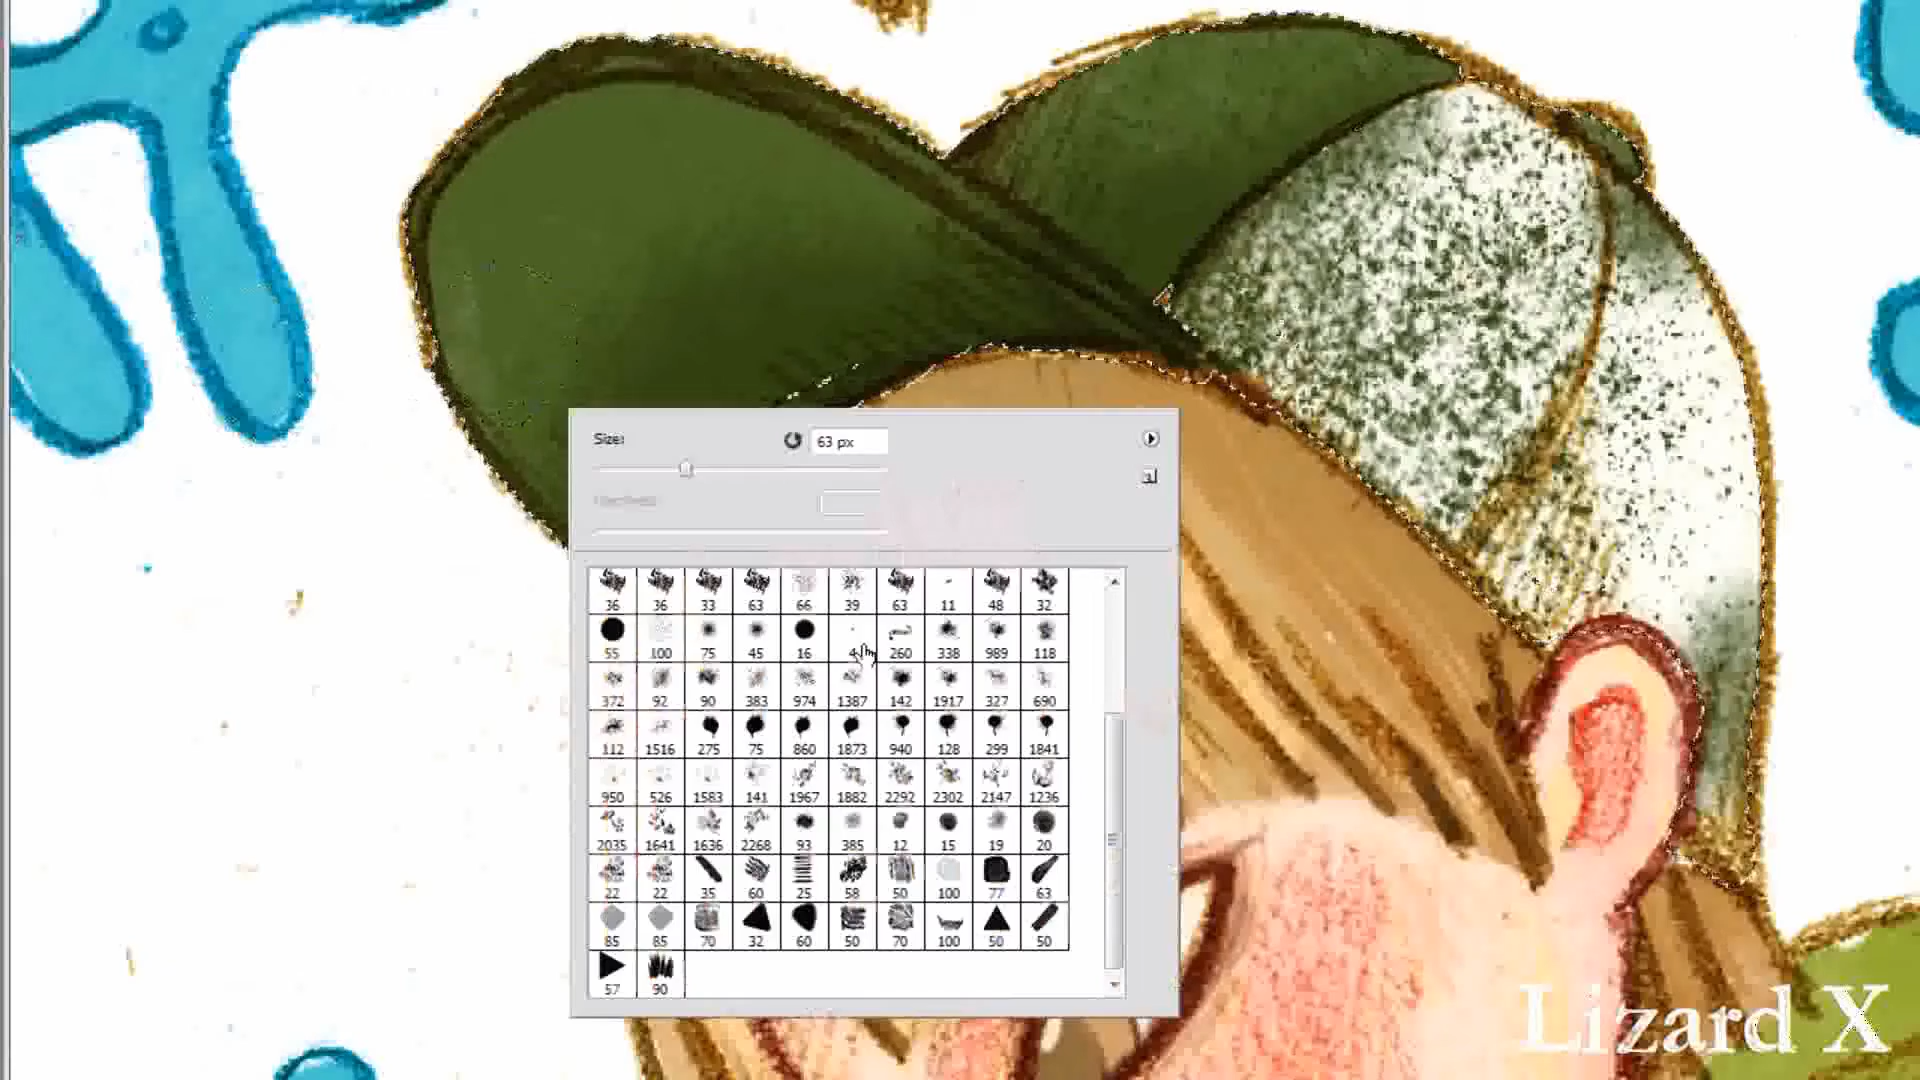 Size: 63 px
36 36 33 63 66 39 63 11 48 32
55 100 75 45 16 4 260 338 989 118
372 92 90 383 974 1387 142 1917 327 690
112 1516 275 75 860 1873 940 128 299 1841
950 526 1583 141 1967 1882 2292 2302 2147 1236
2035 1641 1636 2268 93 385 12 15 19 20
22 22 35 60 25 58 50 100 77 63
85 85 70 32 60 50 70 100 50 50
57 90
Lizard X